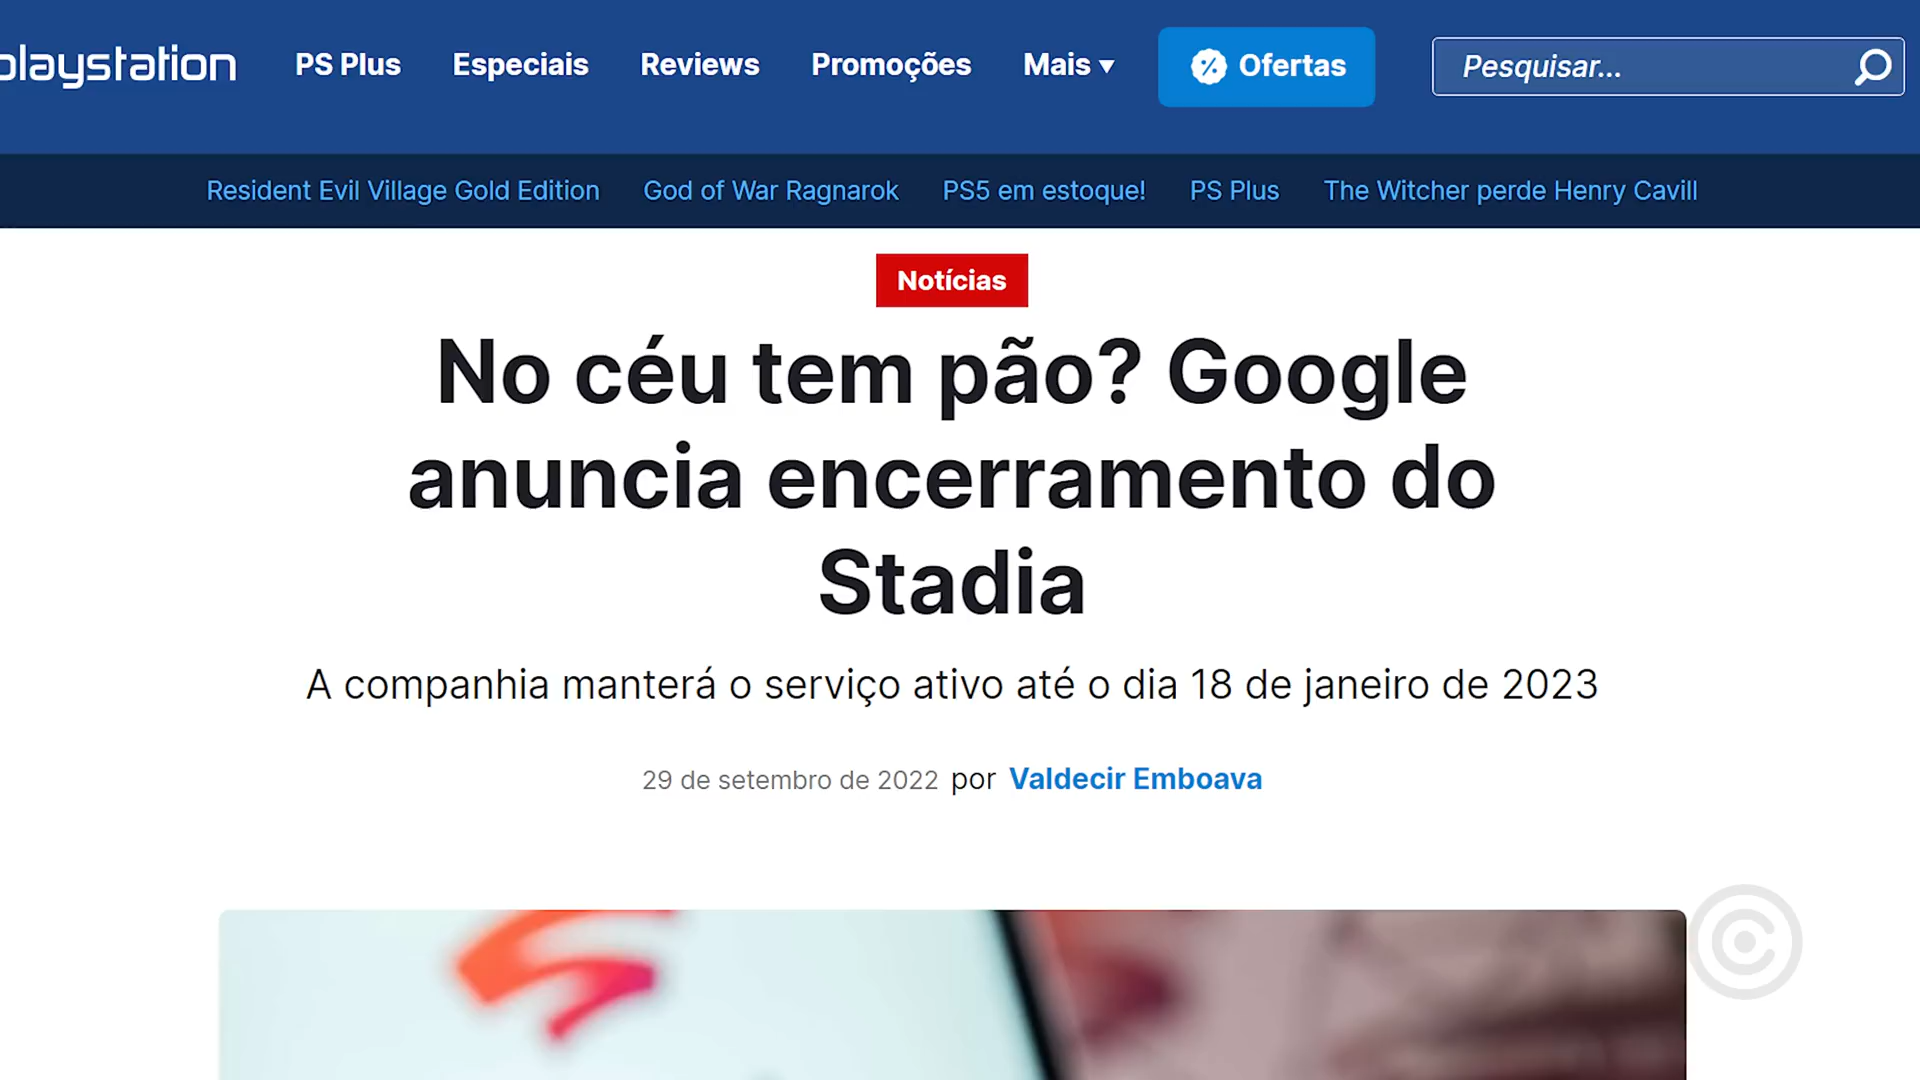 playstation PS Plus Especiais Reviews Promoções Mais Ofertas Pesquisar...
Resident Evil Village Gold Edition God of War Ragnarok PS5 em estoque! PS Plus The Witcher perde Henry Cavill
Notícias
No céu tem pão? Google
anuncia encerramento do
Stadia
A companhia manterá o serviço ativo até o dia 18 de janeiro de 2023
29 de setembro de 2022 por Valdecir Emboava